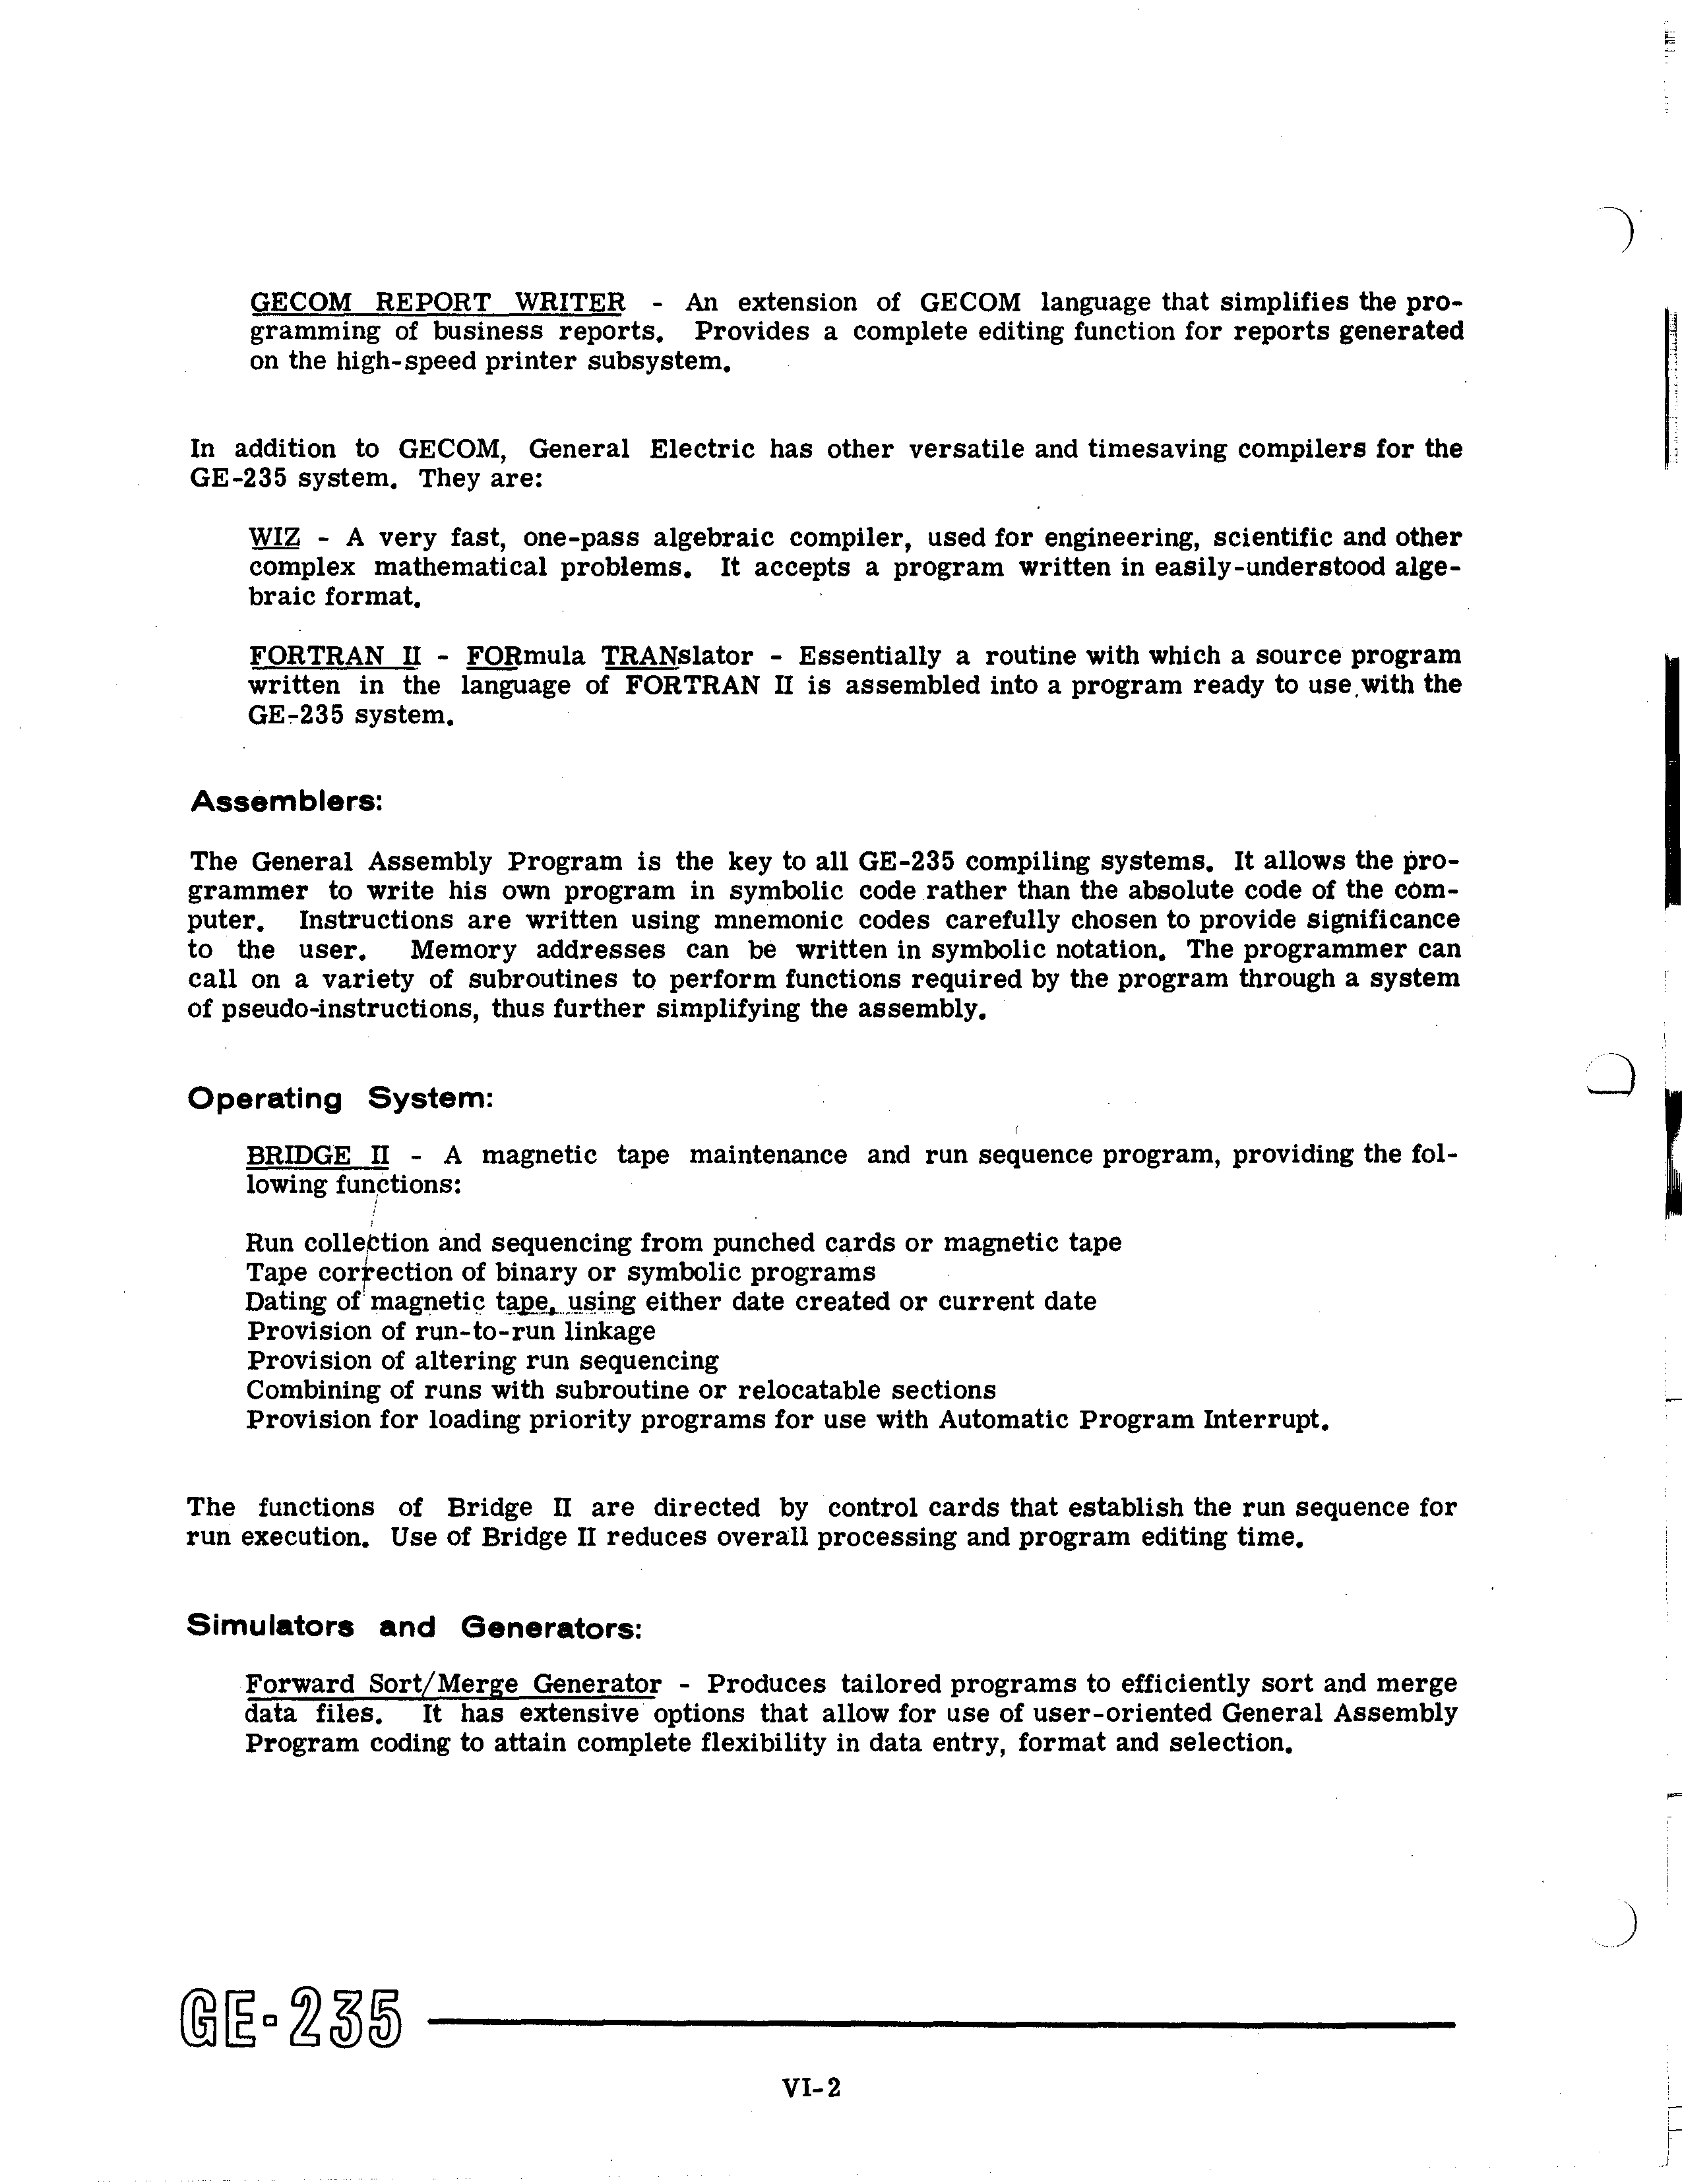 GECOM REPORT WRITER - An extension of GECOM language that simplifies the pro-
gramming of business reports. Provides a complete editing function for reports generated
on the high-speed printer subsystem.
In addition to GECOM, General Electric has other versatile and timesaving compilers for the
GE-235 system. They are:
WIZ - A very fast, one-pass algebraic compiler, used for engineering, scientific and other
complex mathematical problems. It accepts a program written in easily-understood alge-
braic format.
FORTRAN II - FORmula TRANslator - Essentially a routine with which a source program
written in the language of FORTRAN II is assembled into a program ready to use with the
GE-235 system.
Assemblers:
The General Assembly Program is the key to all GE-235 compiling systems. It allows the pro-
grammer to write his own program in symbolic code rather than the absolute code of the com-
puter. Instructions are written using mnemonic codes carefully chosen to provide significance
to the user. Memory addresses can be written in symbolic notation. The programmer can
call on a variety of subroutines to perform functions required by the program through a system
of pseudo-instructions, thus further simplifying the assembly.
Operating System:
BRIDGE II - A magnetic tape maintenance and run sequence program, providing the fol-
lowing functions:
Run collection and sequencing from punched cards or magnetic tape
Tape correction of binary or symbolic programs
Dating of magnetic tape, using either date created or current date
Provision of run-to-run linkage
Provision of altering run sequencing
Combining of runs with subroutine or relocatable sections
Provision for loading priority programs for use with Automatic Program Interrupt.
The functions of Bridge II are directed by control cards that establish the run sequence for
run execution. Use of Bridge II reduces overall processing and program editing time.
Simulators and Generators:
Forward Sort/Merge Generator - Produces tailored programs to efficiently sort and merge
data files. It has extensive options that allow for use of user-oriented General Assembly
Program coding to attain complete flexibility in data entry, format and selection.
GE-235
VI-2